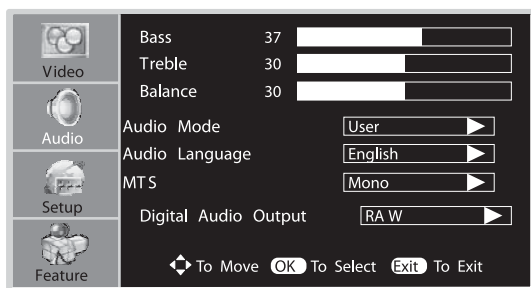 Video
Audio
Setup
Feature
Bass 37
Treble 30
Balance 30
Audio Mode User
Audio Language English
MTS Mono
Digital Audio Output RA W
To Move OK To Select Exit To Exit